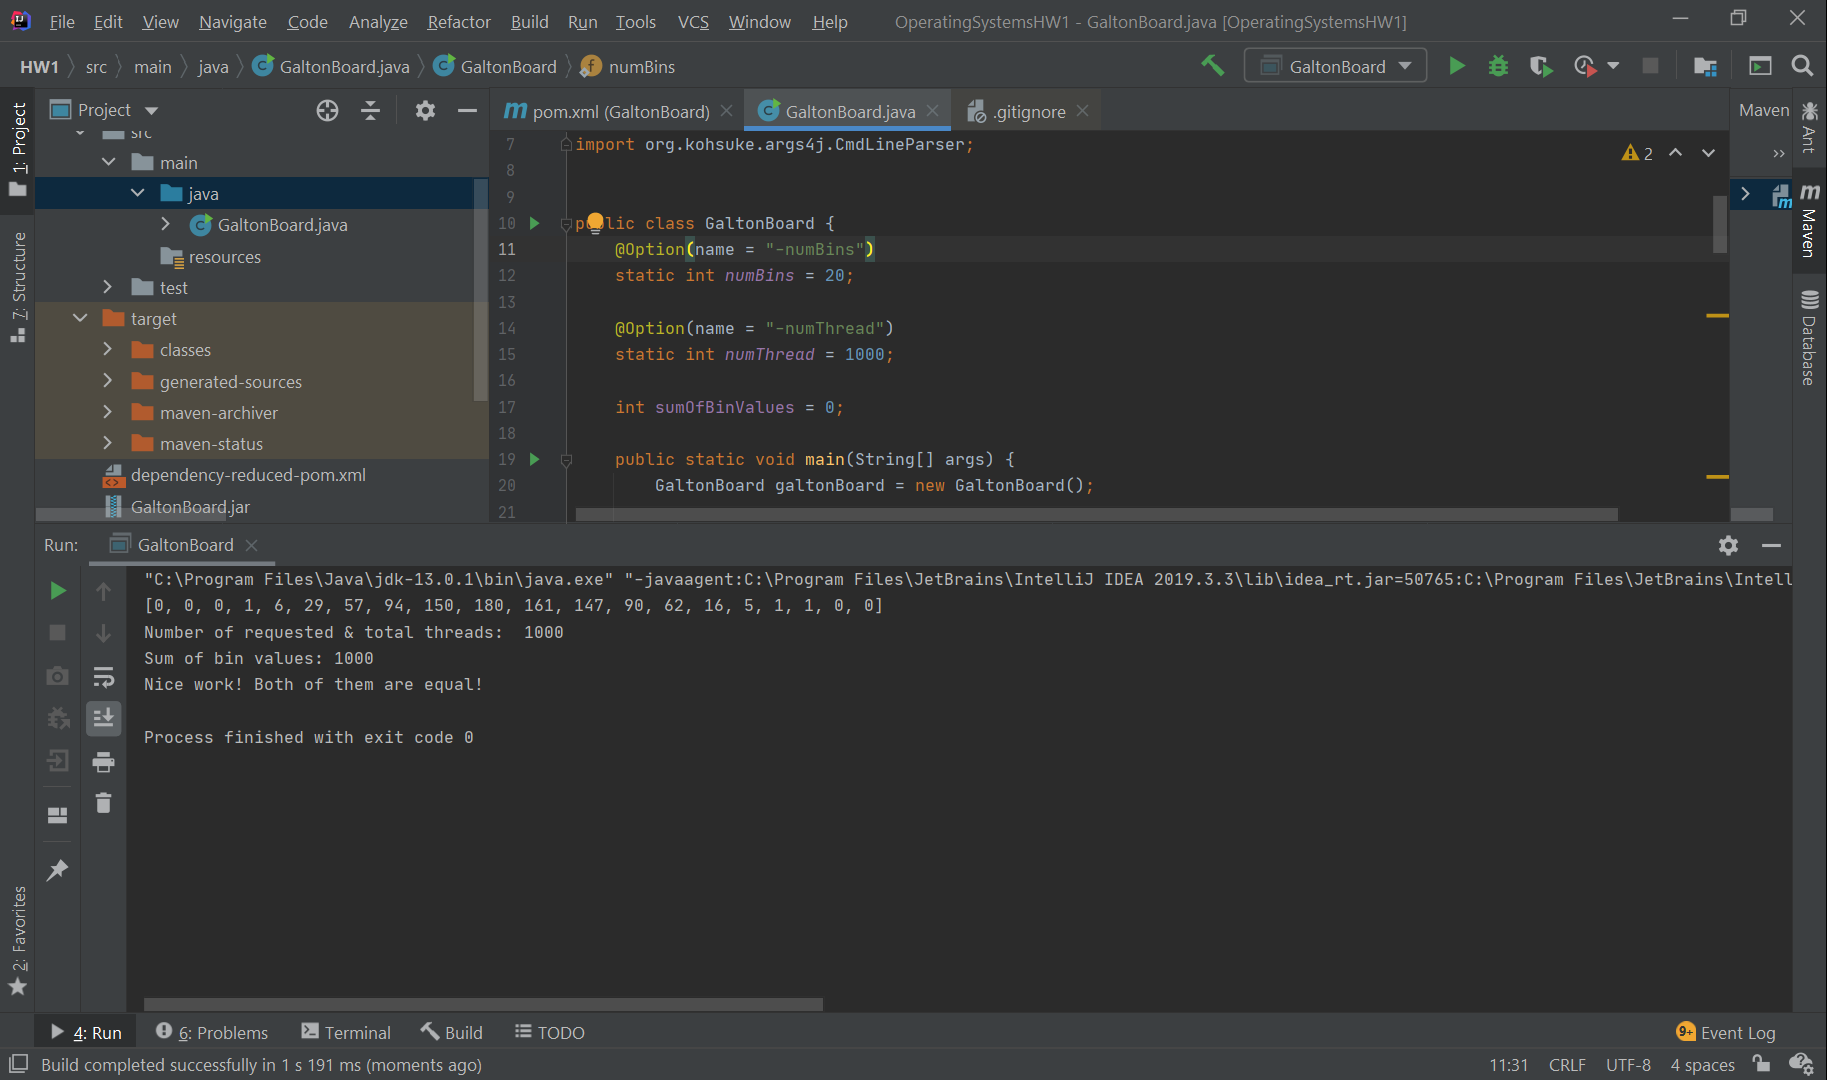 File Edit View Navigate Code Analyze Refactor Build Run Tools VCS Window Help OperatingSystemsHW1 - GaltonBoard.java [OperatingSystemsHW1]
HW1 src main java GaltonBoard.java GaltonBoard numBins GaltonBoard
1: Project
7: Structure
2: Favorites
Project
src
main
java
GaltonBoard.java
resources
test
target
classes
generated-sources
maven-archiver
maven-status
dependency-reduced-pom.xml
GaltonBoard.jar
pom.xml (GaltonBoard) GaltonBoard.java .gitignore
7 import org.kohsuke.args4j.CmdLineParser;
8
9
10 public class GaltonBoard {
11 @Option(name = "-numBins")
12 static int numBins = 20;
13
14 @Option(name = "-numThread")
15 static int numThread = 1000;
16
17 int sumOfBinValues = 0;
18
19 public static void main(String[] args) {
20 GaltonBoard galtonBoard = new GaltonBoard();
21
2
Maven
Ant
Maven
Database
Run: GaltonBoard
"C:\Program Files\Java\jdk-13.0.1\bin\java.exe" "-javaagent:C:\Program Files\JetBrains\IntelliJ IDEA 2019.3.3\lib\idea_rt.jar=50765:C:\Program Files\JetBrains\Intell
[0, 0, 0, 1, 6, 29, 57, 94, 150, 180, 161, 147, 90, 62, 16, 5, 1, 1, 0, 0]
Number of requested & total threads:  1000
Sum of bin values: 1000
Nice work! Both of them are equal!
Process finished with exit code 0
4: Run 6: Problems Terminal Build TODO 9+ Event Log
Build completed successfully in 1 s 191 ms (moments ago) 11:31 CRLF UTF-8 4 spaces